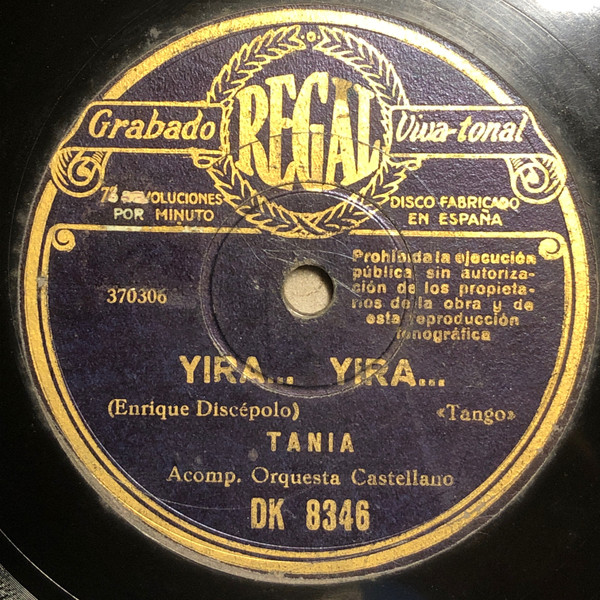 REGAL
Grabado Viva-tonal
78 REVOLUCIONES
POR MINUTO
DISCO FABRICADO
EN ESPAÑA
Prohibida la ejecución
pública sin autoriza-
ción de los propieta-
rios de la obra y de
esta reproducción
fonográfica
370306
YIRA... YIRA...
(Enrique Discépolo) «Tango»
TANIA
Acomp. Orquesta Castellano
DK 8346